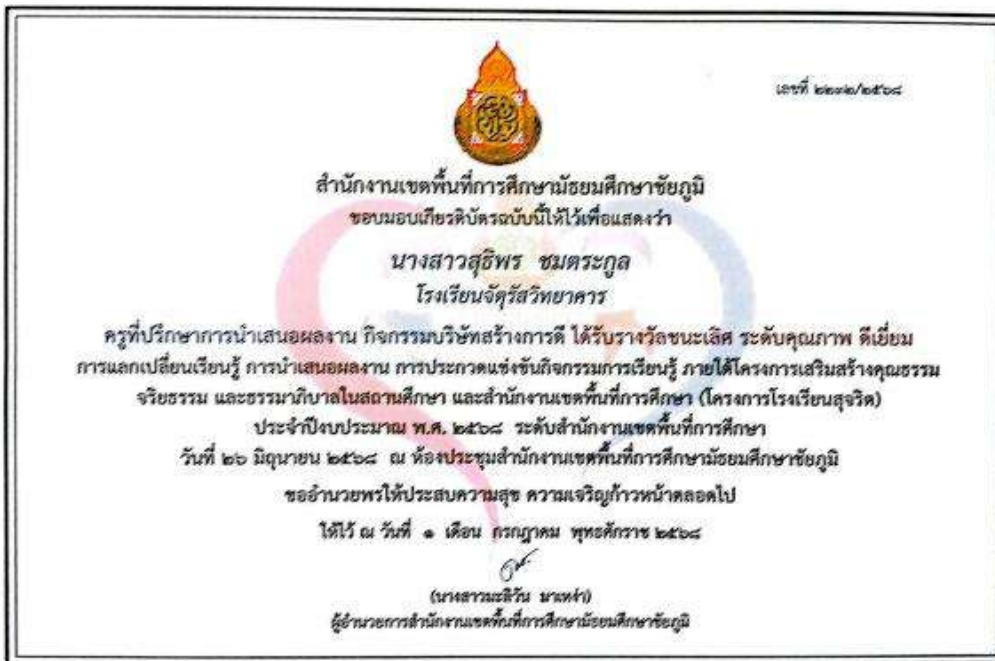 เลขที่ ๒๒๓๒/๒๕๖๘
สำนักงานเขตพื้นที่การศึกษามัธยมศึกษาชัยภูมิ
ขอบมอบเกียรติบัตรฉบับนี้ให้ไว้เพื่อแสดงว่า
นางสาวสุธิพร ชมตระกูล
โรงเรียนจัตุรัสวิทยาคาร
ครูที่ปรึกษาการนำเสนอผลงาน กิจกรรมบริษัทสร้างการดี ได้รับรางวัลชนะเลิศ ระดับคุณภาพ ดีเยี่ยม
การแลกเปลี่ยนเรียนรู้ การนำเสนอผลงาน การประกวดแข่งขันกิจกรรมการเรียนรู้ ภายใต้โครงการเสริมสร้างคุณธรรม
จริยธรรม และธรรมาภิบาลในสถานศึกษา และสำนักงานเขตพื้นที่การศึกษา (โครงการโรงเรียนสุจริต)
ประจำปีงบประมาณ พ.ศ. ๒๕๖๘ ระดับสำนักงานเขตพื้นที่การศึกษา
วันที่ ๒๖ มิถุนายน ๒๕๖๘ ณ ห้องประชุมสำนักงานเขตพื้นที่การศึกษามัธยมศึกษาชัยภูมิ
ขออำนวยพรให้ประสบความสุข ความเจริญก้าวหน้าตลอดไป
ให้ไว้ ณ วันที่ ๑ เดือน กรกฎาคม พุทธศักราช ๒๕๖๘
(นางสาวมะลิวัน มาเหง่า)
ผู้อำนวยการสำนักงานเขตพื้นที่การศึกษามัธยมศึกษาชัยภูมิ